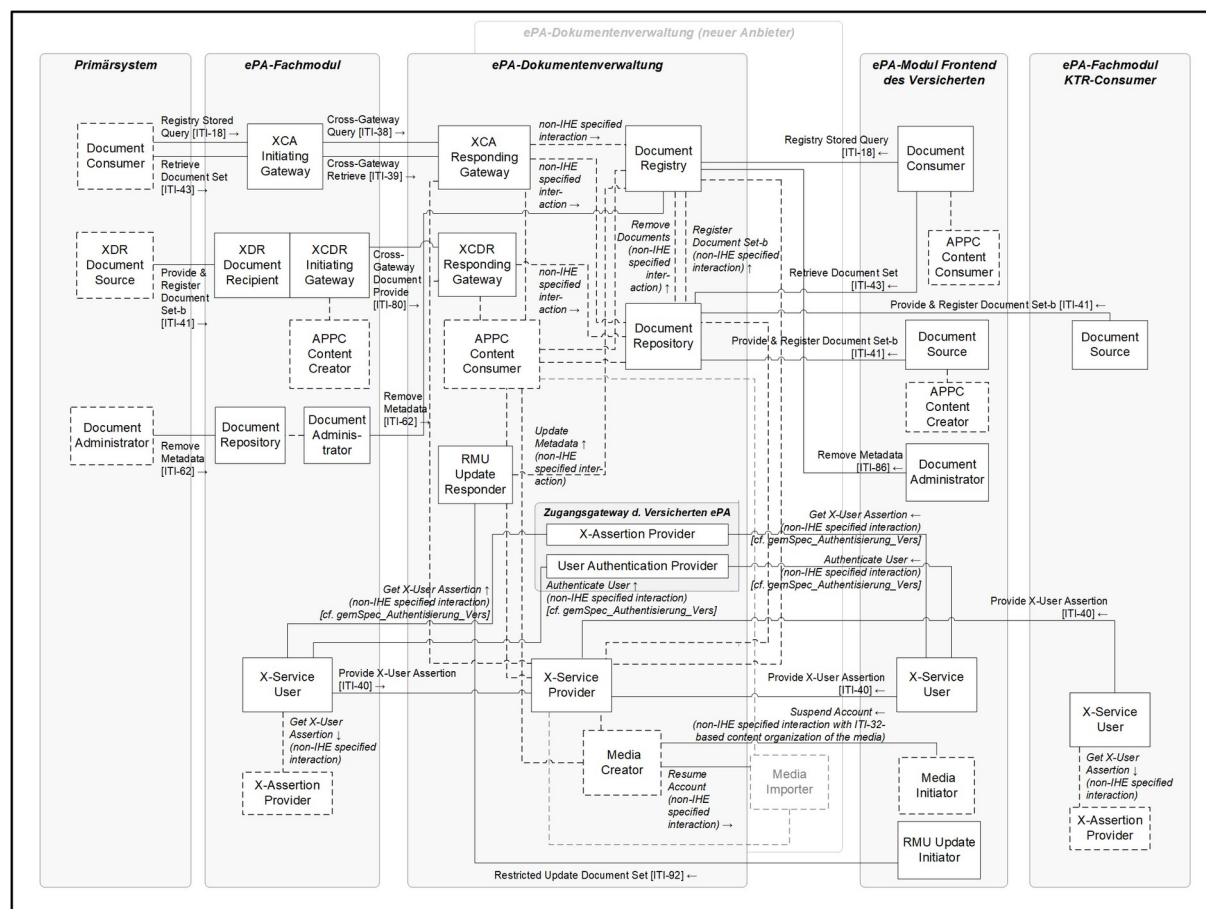 ePA-Dokumentenverwaltung (neuer Anbieter)
Primärsystem
ePA-Fachmodul
ePA-Dokumentenverwaltung
ePA-Modul Frontend
des Versicherten
ePA-Fachmodul
KTR-Consumer
Document
Consumer
Registry Stored
Query [ITI-18] →
Retrieve
Document Set
[ITI-43] →
XCA
Initiating
Gateway
Cross-Gateway
Query [ITI-38] →
Cross-Gateway
Retrieve [ITI-39] →
XCA
Responding
Gateway
non-IHE specified
interaction →
non-IHE
specified
inter-
action →
Document
Registry
Registry Stored Query
[ITI-18] ←
Document
Consumer
APPC
Content
Consumer
XDR
Document
Source
Provide &
Register
Document
Set-b
[ITI-41] →
XDR
Document
Recipient
XCDR
Initiating
Gateway
Cross-
Gateway
Document
Provide
[ITI-80] →
XCDR
Responding
Gateway
non-IHE
specified
inter-
action →
Remove
Documents
(non-IHE
specified
inter-
action) ↑
Register
Document Set-b
(non-IHE specified
interaction) ↑
Retrieve Document Set
[ITI-43] ←
Provide & Register Document Set-b [ITI-41] ←
APPC
Content
Creator
APPC
Content
Consumer
Document
Repository
Provide & Register Document Set-b
[ITI-41] ←
Document
Source
Document
Source
APPC
Content
Creator
Document
Administrator
Remove
Metadata
[ITI-62] →
Document
Repository
Document
Adminis-
trator
Remove
Metadata
[ITI-62] →
Update
Metadata ↑
(non-IHE
specified inter-
action)
RMU
Update
Responder
Remove Metadata
[ITI-86] ←
Document
Administrator
Zugangsgateway d. Versicherten ePA
X-Assertion Provider
User Authentication Provider
Get X-User Assertion ←
(non-IHE specified interaction)
[cf. gemSpec_Authentisierung_Vers]
Authenticate User ←
(non-IHE specified interaction)
[cf. gemSpec_Authentisierung_Vers]
Get X-User Assertion ↑
(non-IHE specified interaction)
[cf. gemSpec_Authentisierung_Vers]
Authenticate User ↑
(non-IHE specified interaction)
[cf. gemSpec_Authentisierung_Vers]
Provide X-User Assertion
[ITI-40] ←
X-Service
User
Provide X-User Assertion
[ITI-40] →
X-Service
Provider
Provide X-User Assertion
[ITI-40] ←
X-Service
User
X-Service
User
Get X-User
Assertion ↓
(non-IHE specified
interaction)
X-Assertion
Provider
Suspend Account ←
(non-IHE specified interaction with ITI-32-
based content organization of the media)
Media
Creator
Resume
Account
(non-IHE
specified
interaction) →
Media
Importer
Media
Initiator
Get X-User
Assertion ↓
(non-IHE specified
interaction)
X-Assertion
Provider
RMU Update
Initiator
Restricted Update Document Set [ITI-92] ←